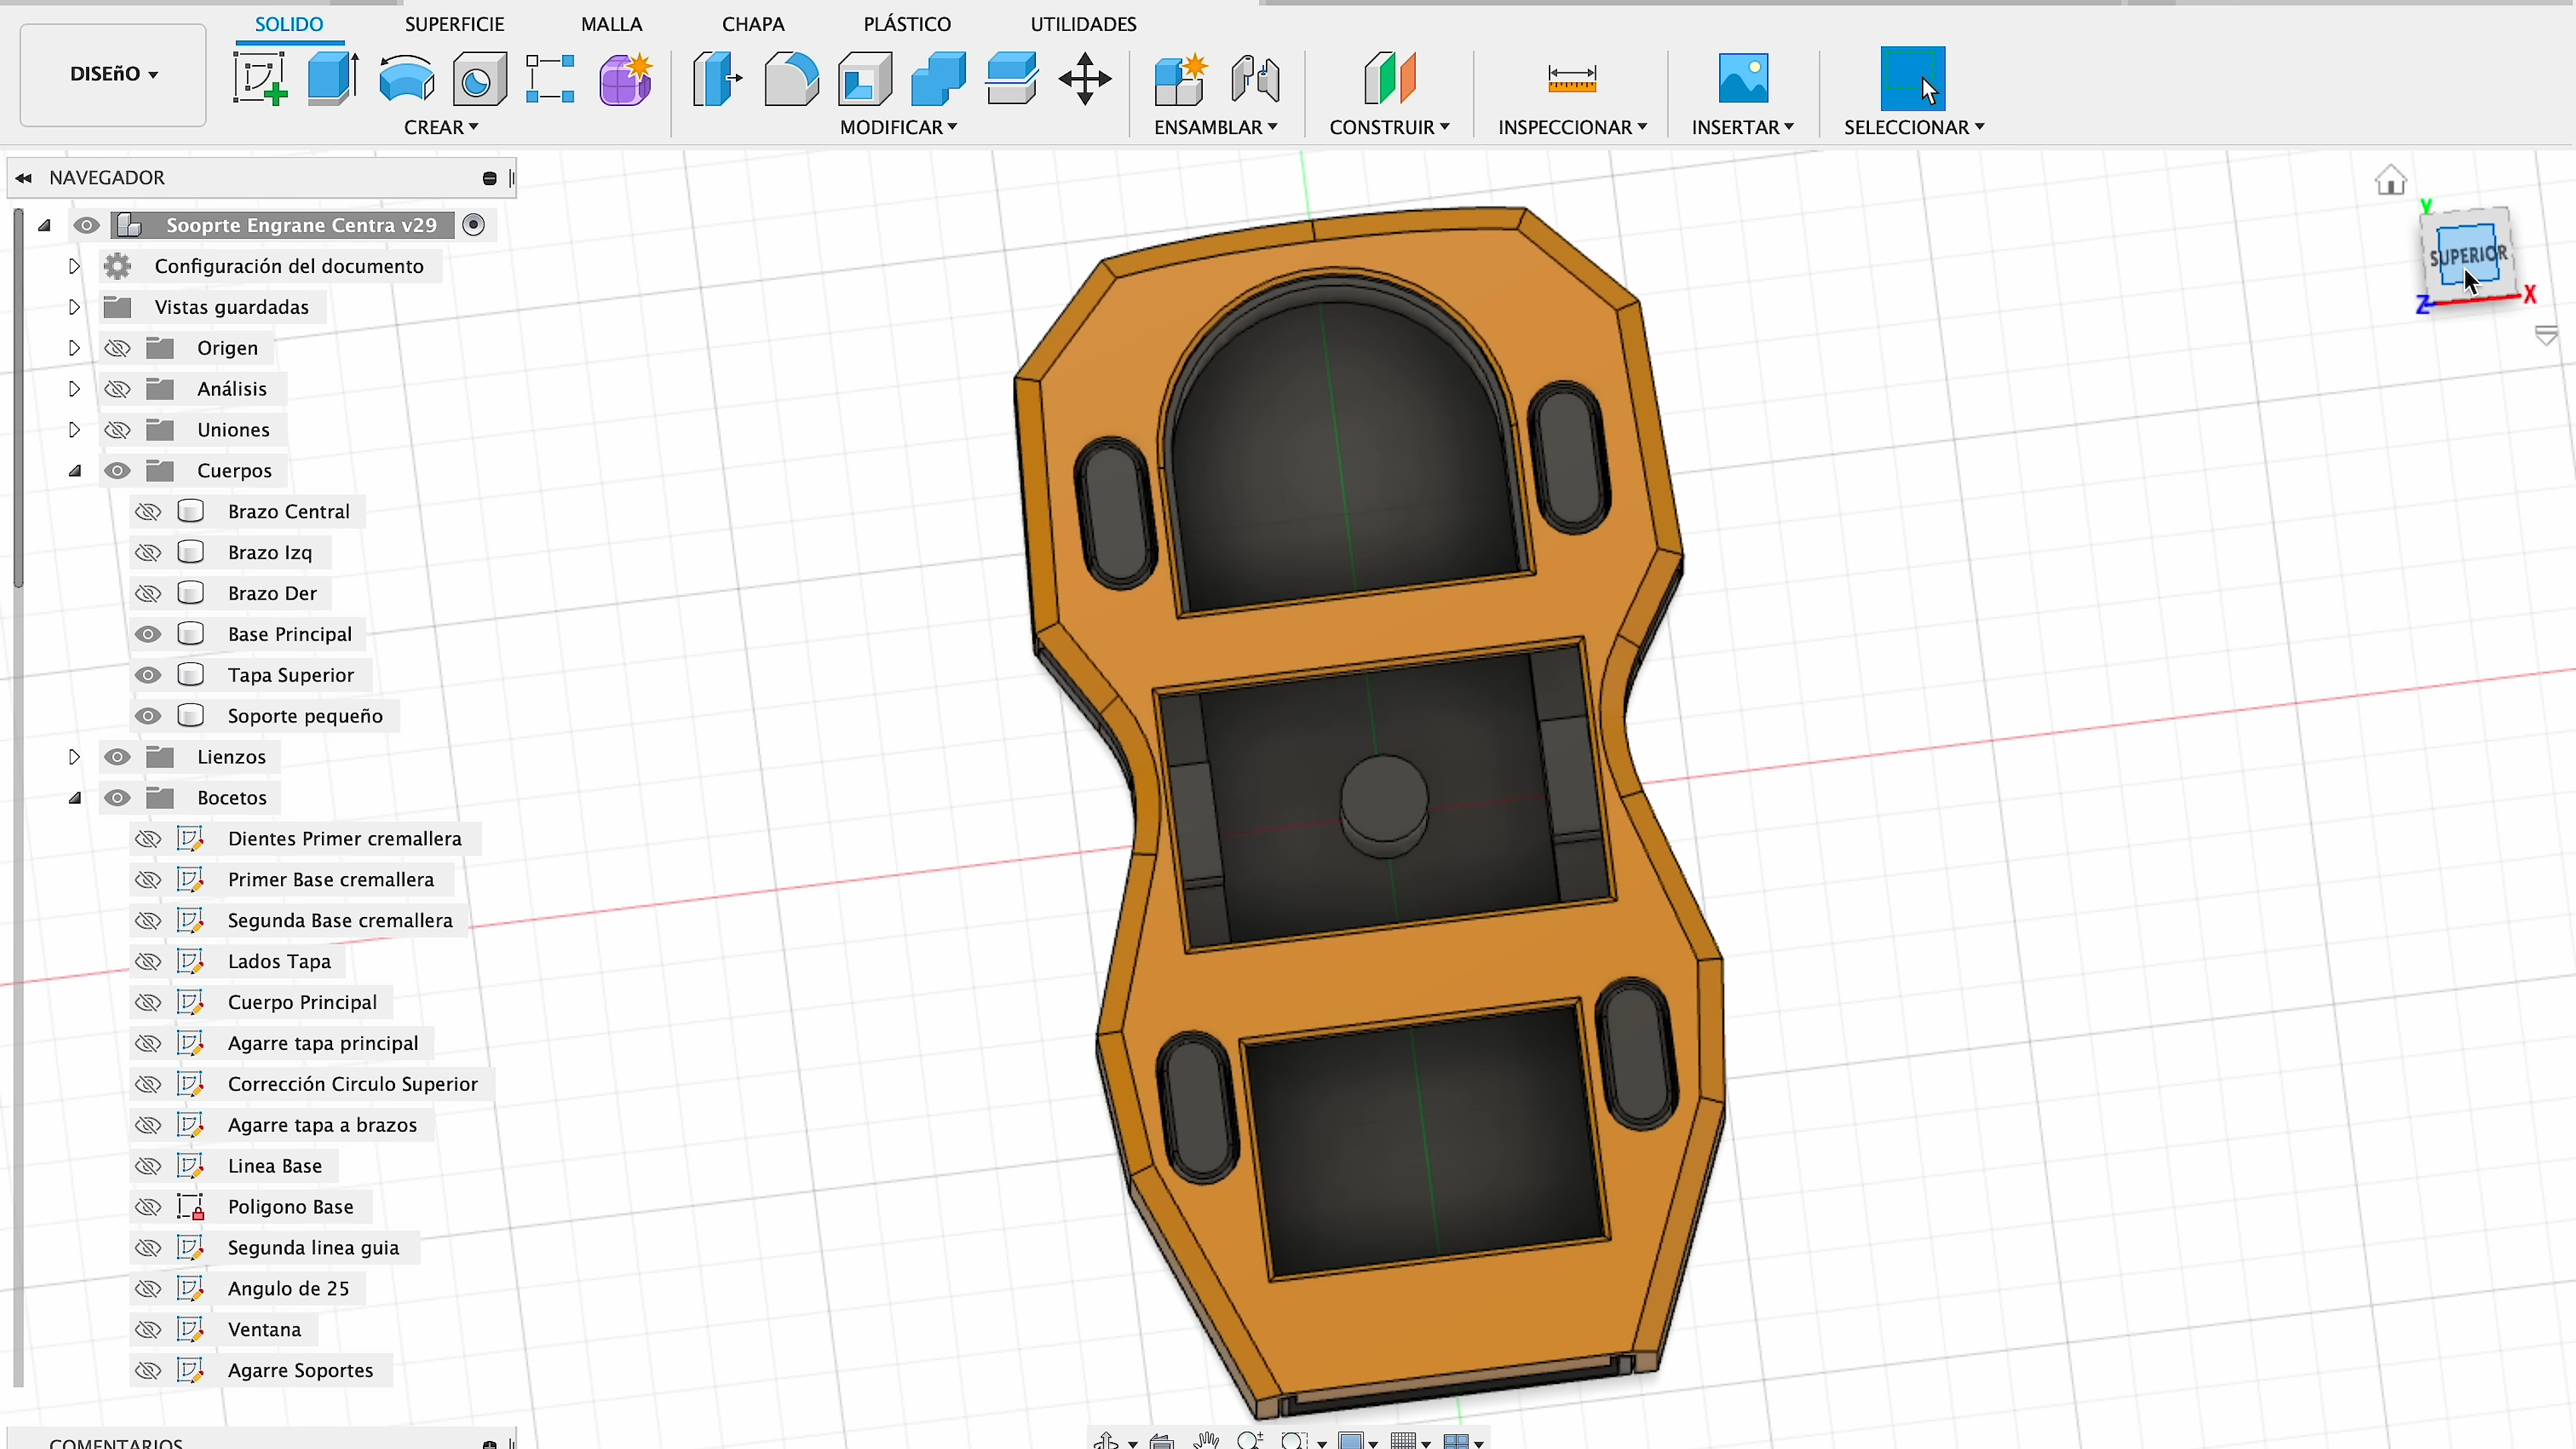 SOLIDO SUPERFICIE MALLA CHAPA PLÁSTICO UTILIDADES
DISEñO
CREAR MODIFICAR ENSAMBLAR CONSTRUIR INSPECCIONAR INSERTAR SELECCIONAR
NAVEGADOR
Sooprte Engrane Centra v29
Configuración del documento
Vistas guardadas
Origen
Análisis
Uniones
Cuerpos
Brazo Central
Brazo Izq
Brazo Der
Base Principal
Tapa Superior
Soporte pequeño
Lienzos
Bocetos
Dientes Primer cremallera
Primer Base cremallera
Segunda Base cremallera
Lados Tapa
Cuerpo Principal
Agarre tapa principal
Corrección Circulo Superior
Agarre tapa a brazos
Linea Base
Poligono Base
Segunda linea guia
Angulo de 25
Ventana
Agarre Soportes
COMENTARIOS
Y
SUPERIOR
Z X